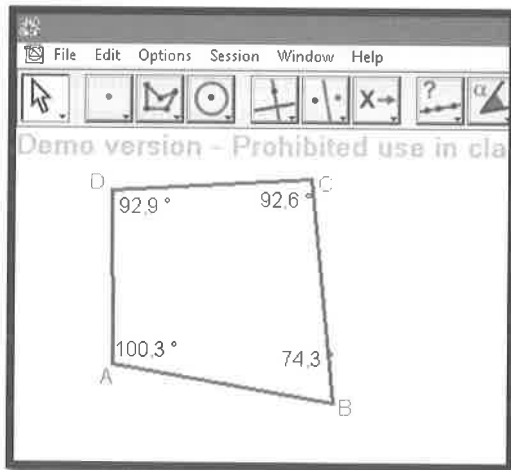 File Edit Options Session Window Help
? α
Demo version - Prohibited use in cla
D C
92,9 ° 92,6 °
100,3 ° 74,3 °
A B